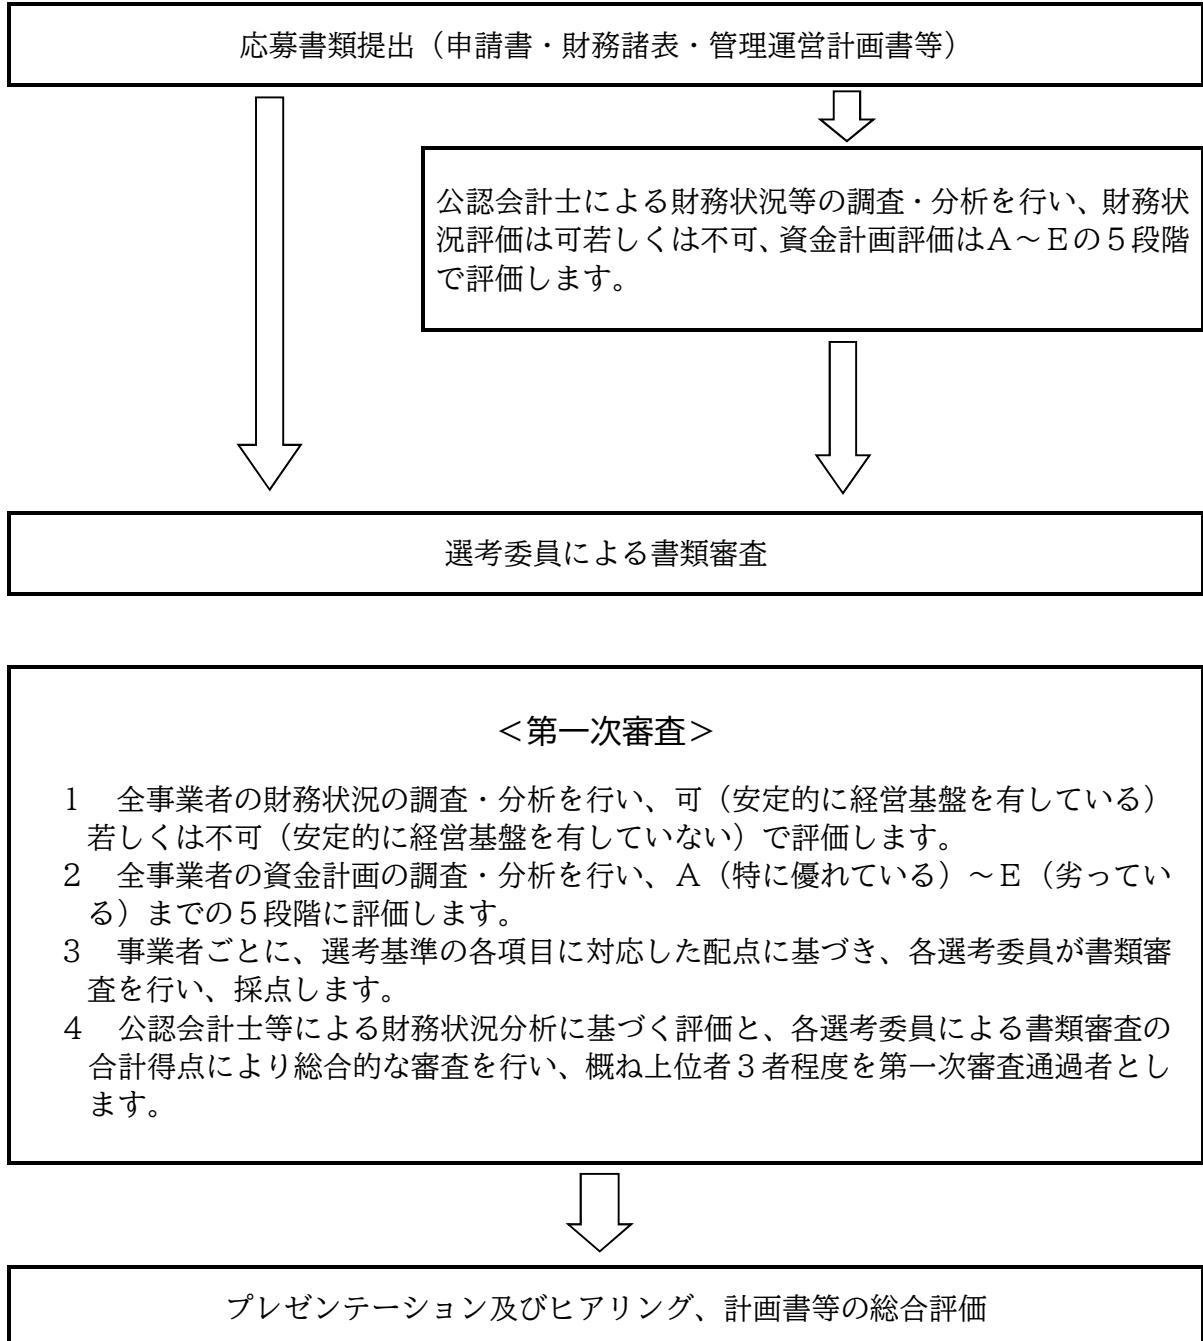 応募書類提出（申請書・財務諸表・管理運営計画書等）
公認会計士による財務状況等の調査・分析を行い、財務状
況評価は可若しくは不可、資金計画評価はＡ～Ｅの５段階
で評価します。
選考委員による書類審査
＜第一次審査＞
１　全事業者の財務状況の調査・分析を行い、可（安定的に経営基盤を有している）
若しくは不可（安定的に経営基盤を有していない）で評価します。
２　全事業者の資金計画の調査・分析を行い、Ａ（特に優れている）～Ｅ（劣ってい
る）までの５段階に評価します。
３　事業者ごとに、選考基準の各項目に対応した配点に基づき、各選考委員が書類審
査を行い、採点します。
４　公認会計士等による財務状況分析に基づく評価と、各選考委員による書類審査の
合計得点により総合的な審査を行い、概ね上位者３者程度を第一次審査通過者とし
ます。
プレゼンテーション及びヒアリング、計画書等の総合評価